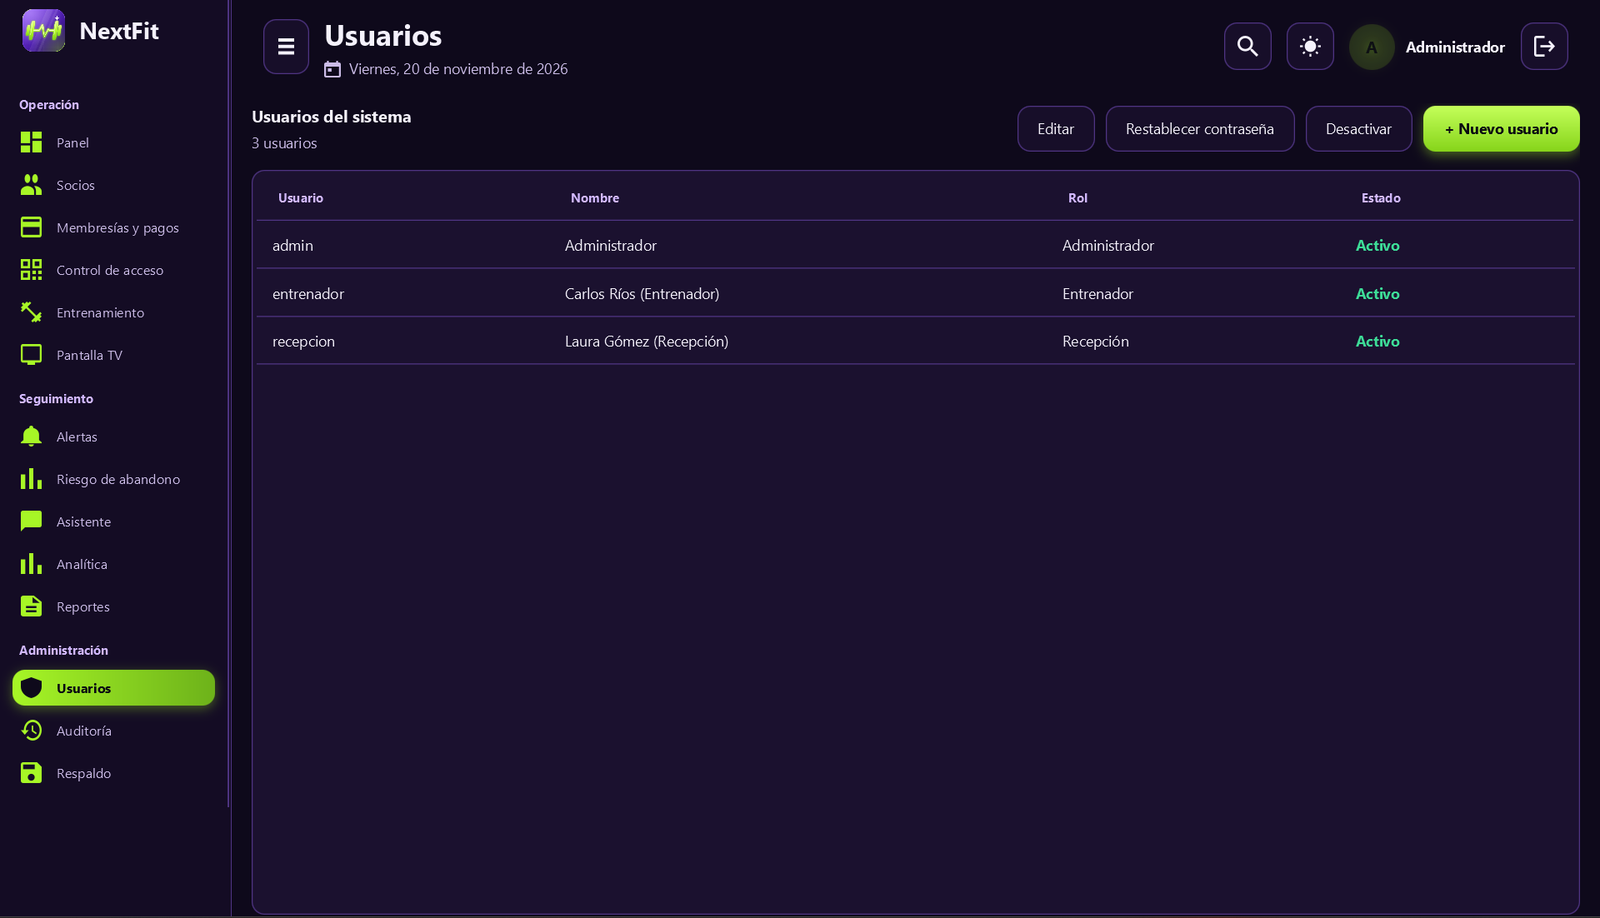 NextFit
Operación
Panel
Socios
Membresías y pagos
Control de acceso
Entrenamiento
Pantalla TV
Seguimiento
Alertas
Riesgo de abandono
Asistente
Analítica
Reportes
Administración
Usuarios
Auditoría
Respaldo
Usuarios
Viernes, 20 de noviembre de 2026
A
Administrador
Usuarios del sistema
3 usuarios
Editar
Restablecer contraseña
Desactivar
+ Nuevo usuario
Usuario Nombre Rol Estado
admin Administrador Administrador Activo
entrenador Carlos Ríos (Entrenador) Entrenador Activo
recepcion Laura Gómez (Recepción) Recepción Activo